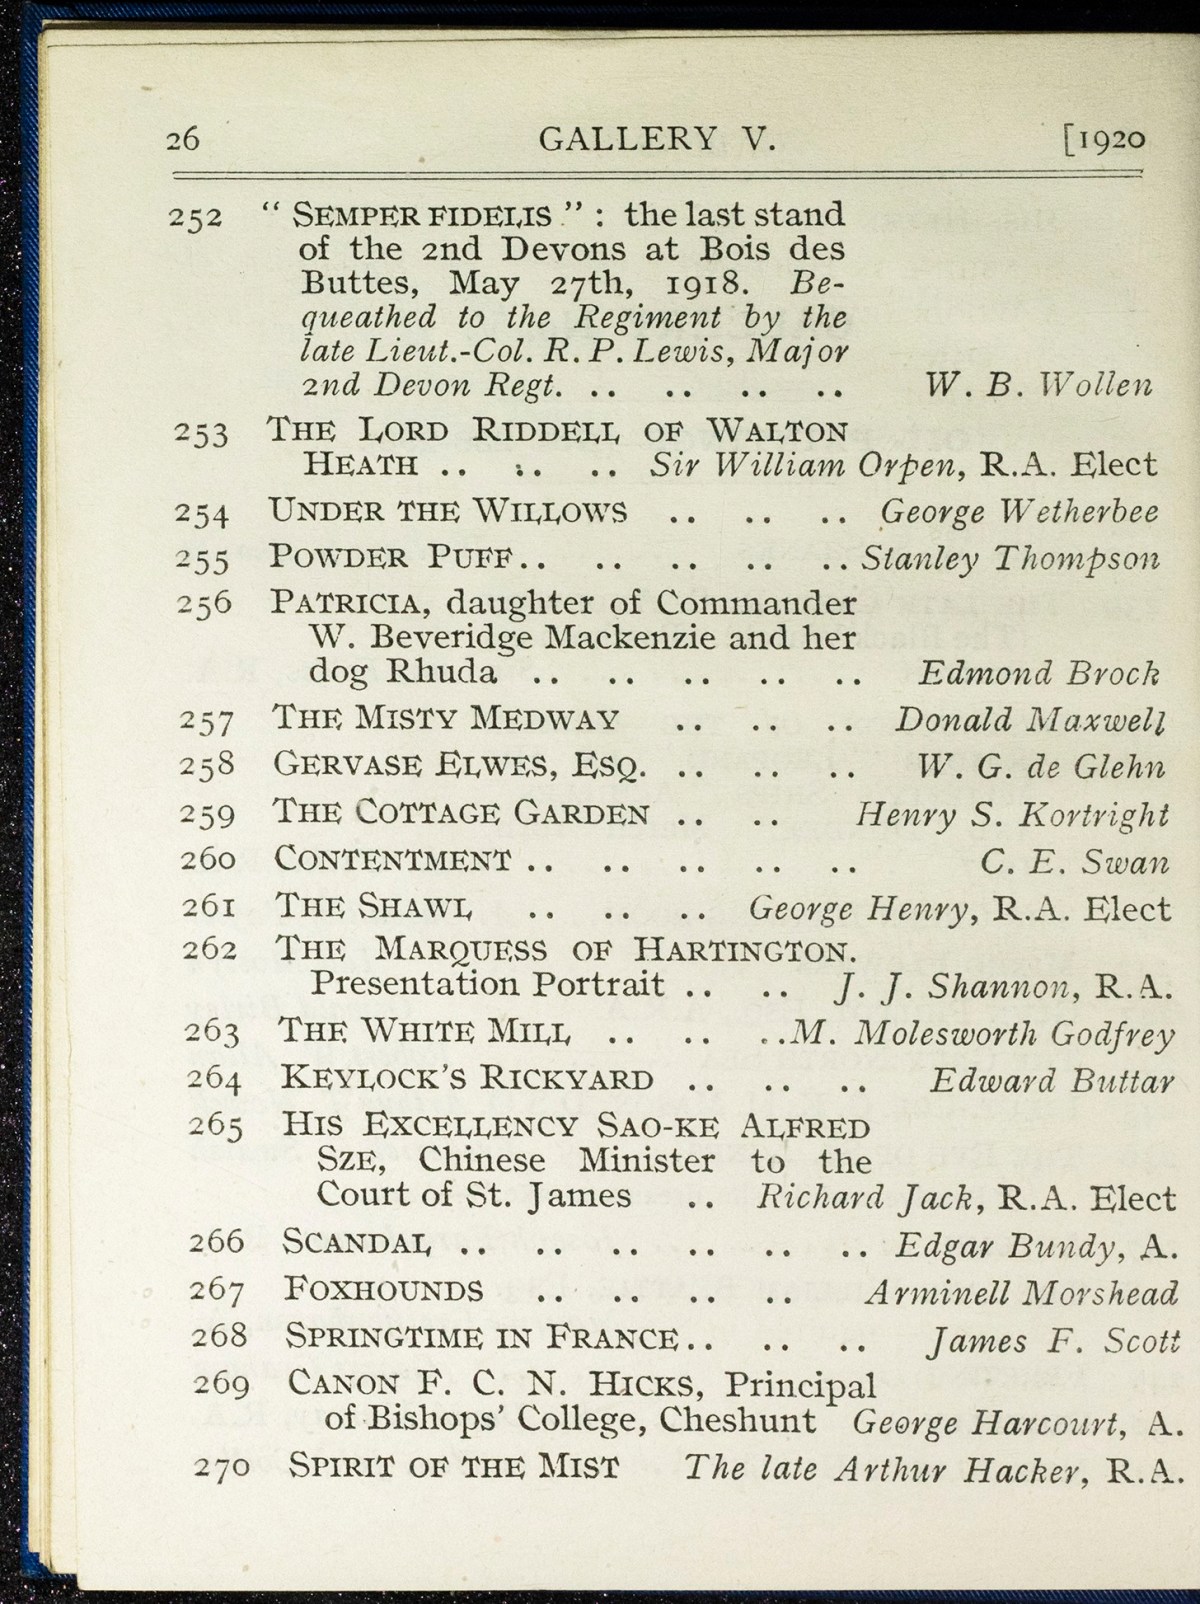 26 GALLERY V. [1920
252 “ SEMPER FIDELIS ” : the last stand
of the 2nd Devons at Bois des
Buttes, May 27th, 1918. Be-
queathed to the Regiment by the
late Lieut.-Col. R. P. Lewis, Major
2nd Devon Regt. .. .. .. .. W. B. Wollen
253 THE LORD RIDDELL OF WALTON
HEATH .. .. .. Sir William Orpen, R.A. Elect
254 UNDER THE WILLOWS .. .. .. George Wetherbee
255 POWDER PUFF.. .. .. .. .. Stanley Thompson
256 PATRICIA, daughter of Commander
W. Beveridge Mackenzie and her
dog Rhuda .. .. .. .. .. Edmond Brock
257 THE MISTY MEDWAY .. .. .. Donald Maxwell
258 GERVASE ELWES, ESQ. .. .. .. W. G. de Glehn
259 THE COTTAGE GARDEN .. .. Henry S. Kortright
260 CONTENTMENT .. .. .. .. .. C. E. Swan
261 THE SHAWL .. .. .. George Henry, R.A. Elect
262 THE MARQUESS OF HARTINGTON.
Presentation Portrait .. .. J. J. Shannon, R.A.
263 THE WHITE MILL .. .. ..M. Molesworth Godfrey
264 KEYLOCK’S RICKYARD .. .. .. Edward Buttar
265 HIS EXCELLENCY SAO-KE ALFRED
SZE, Chinese Minister to the
Court of St. James .. Richard Jack, R.A. Elect
266 SCANDAL .. .. .. .. .. .. Edgar Bundy, A.
267 FOXHOUNDS .. .. .. .. Arminell Morshead
268 SPRINGTIME IN FRANCE.. .. .. James F. Scott
269 CANON F. C. N. HICKS, Principal
of Bishops’ College, Cheshunt George Harcourt, A.
270 SPIRIT OF THE MIST The late Arthur Hacker, R.A.